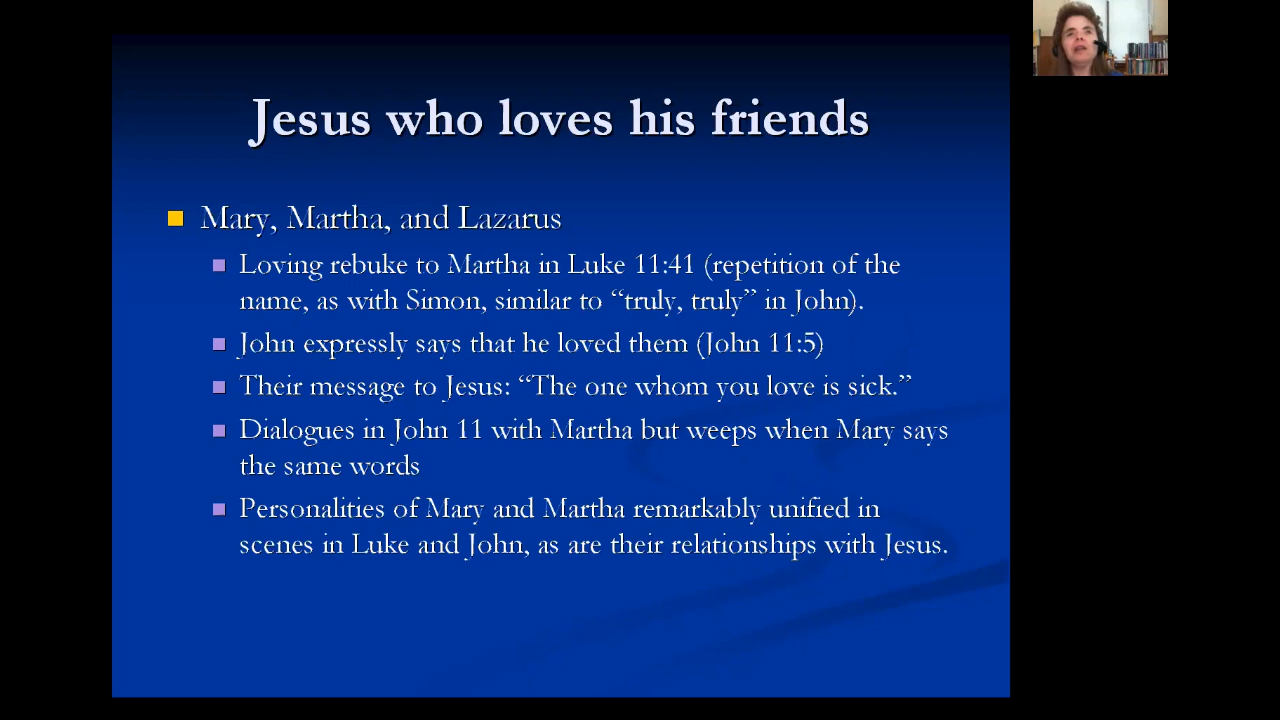 Jesus who loves his friends
Mary, Martha, and Lazarus
Loving rebuke to Martha in Luke 11:41 (repetition of the
name, as with Simon, similar to “truly, truly” in John).
John expressly says that he loved them (John 11:5)
Their message to Jesus: “The one whom you love is sick.”
Dialogues in John 11 with Martha but weeps when Mary says
the same words
Personalities of Mary and Martha remarkably unified in
scenes in Luke and John, as are their relationships with Jesus.